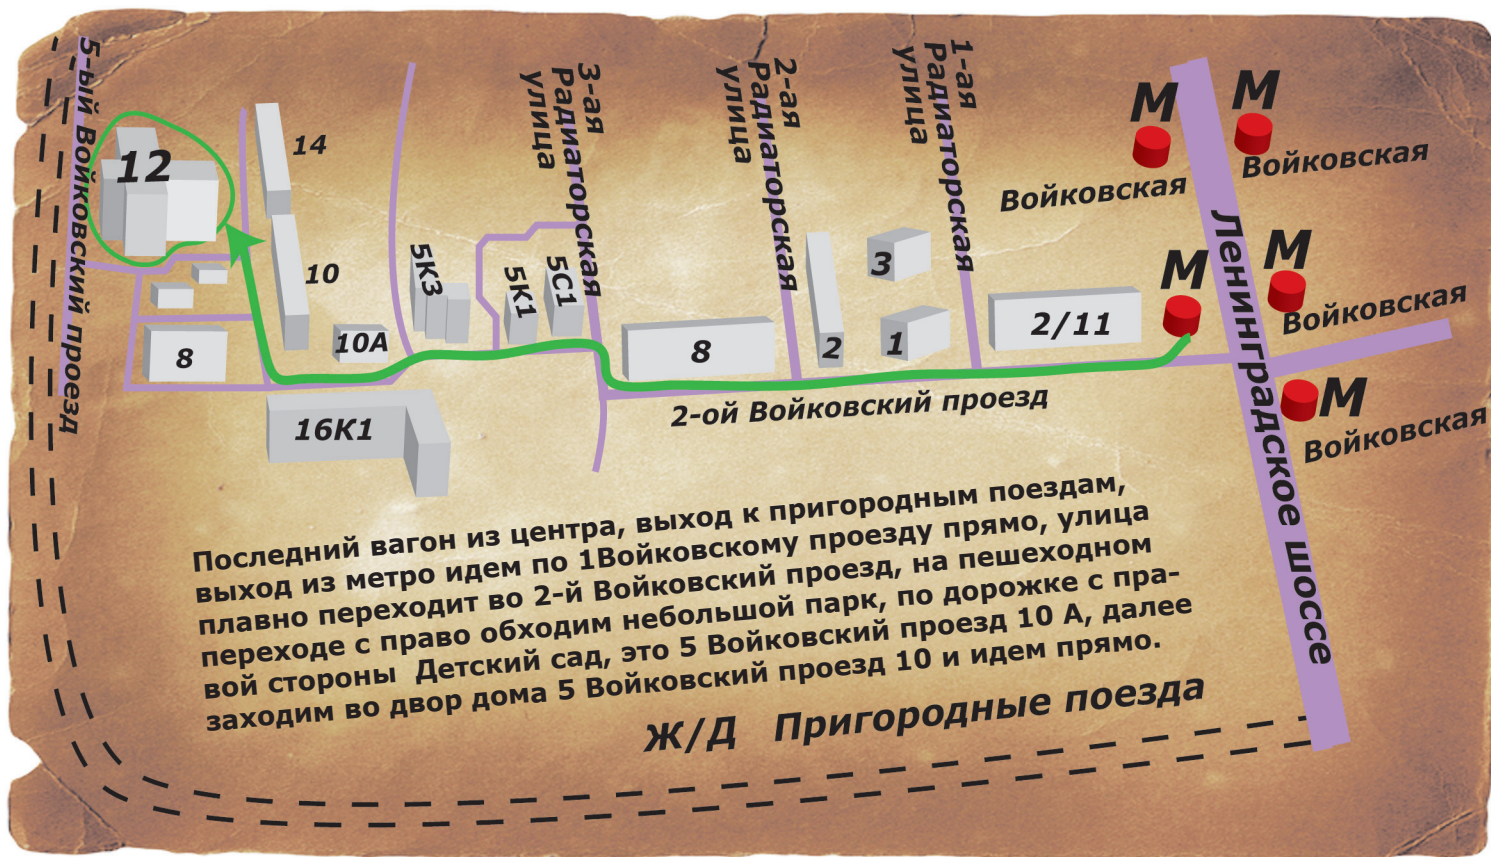 5-ый Войковский проезд
12
14
10
8
10А
16К1
5К3
5К1
5С1
3-ая
Радиаторская
улица
8
2-ая
Радиаторская
улица
2
3
1
1-ая
Радиаторская
улица
2/11
М
Войковская
М
Войковская
М
М
Войковская
М
Войковская
Ленинградское шоссе
2-ой Войковский проезд
Последний вагон из центра, выход к пригородным поездам,
выход из метро идем по 1Войковскому проезду прямо, улица
плавно переходит во 2-й Войковский проезд, на пешеходном
переходе с право обходим небольшой парк, по дорожке с пра-
вой стороны Детский сад, это 5 Войковский проезд 10 А, далее
заходим во двор дома 5 Войковский проезд 10 и идем прямо.
Ж/Д Пригородные поезда